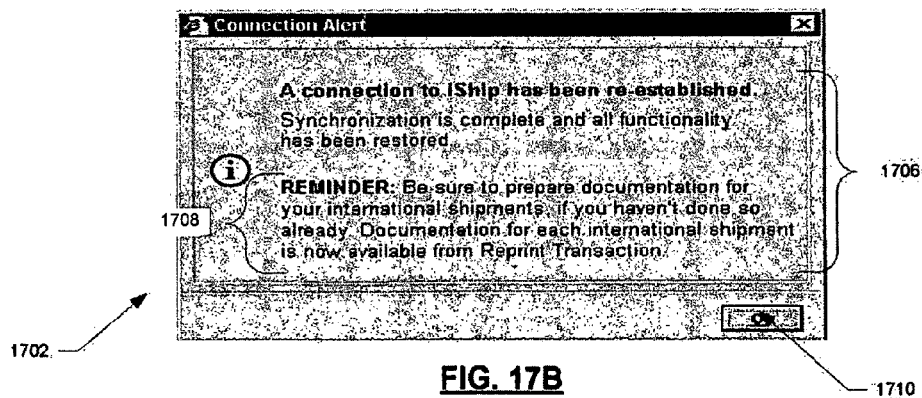 Connection Alert
A connection to iShip has been re-established.
Synchronization is complete and all functionality
has been restored.
1706
REMINDER: Be sure to prepare documentation for
1708
your international shipments, if you haven't done so
already. Documentation for each international shipment
is now available from Reprint Transaction.
Ok
1702
FIG. 17B
1710